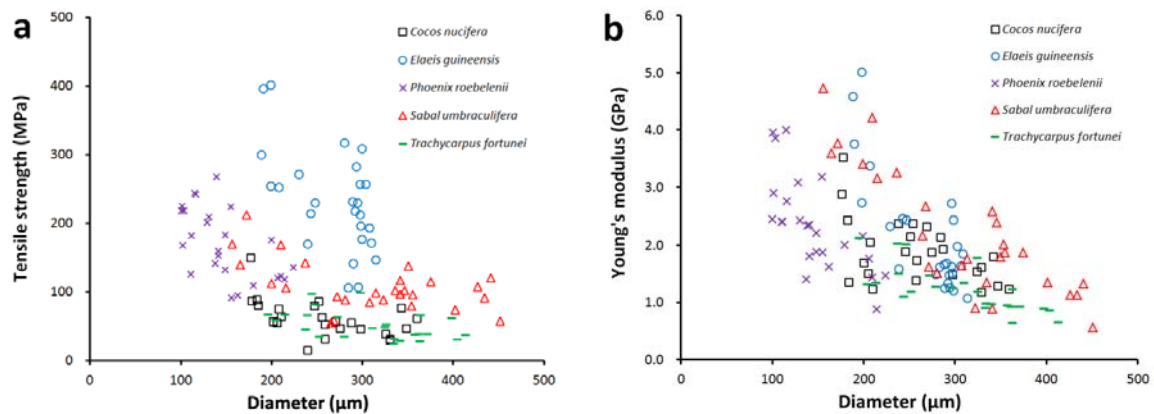 a
Tensile strength (MPa)
500
400
300
200
100
0
0 100 200 300 400 500
Diameter (µm)
Cocos nucifera
Elaeis guineensis
Phoenix roebelenii
Sabal umbraculifera
Trachycarpus fortunei
b
Young's modulus (GPa)
6.0
5.0
4.0
3.0
2.0
1.0
0.0
0 100 200 300 400 500
Diameter (µm)
Cocos nucifera
Elaeis guineensis
Phoenix roebelenii
Sabal umbraculifera
Trachycarpus fortunei